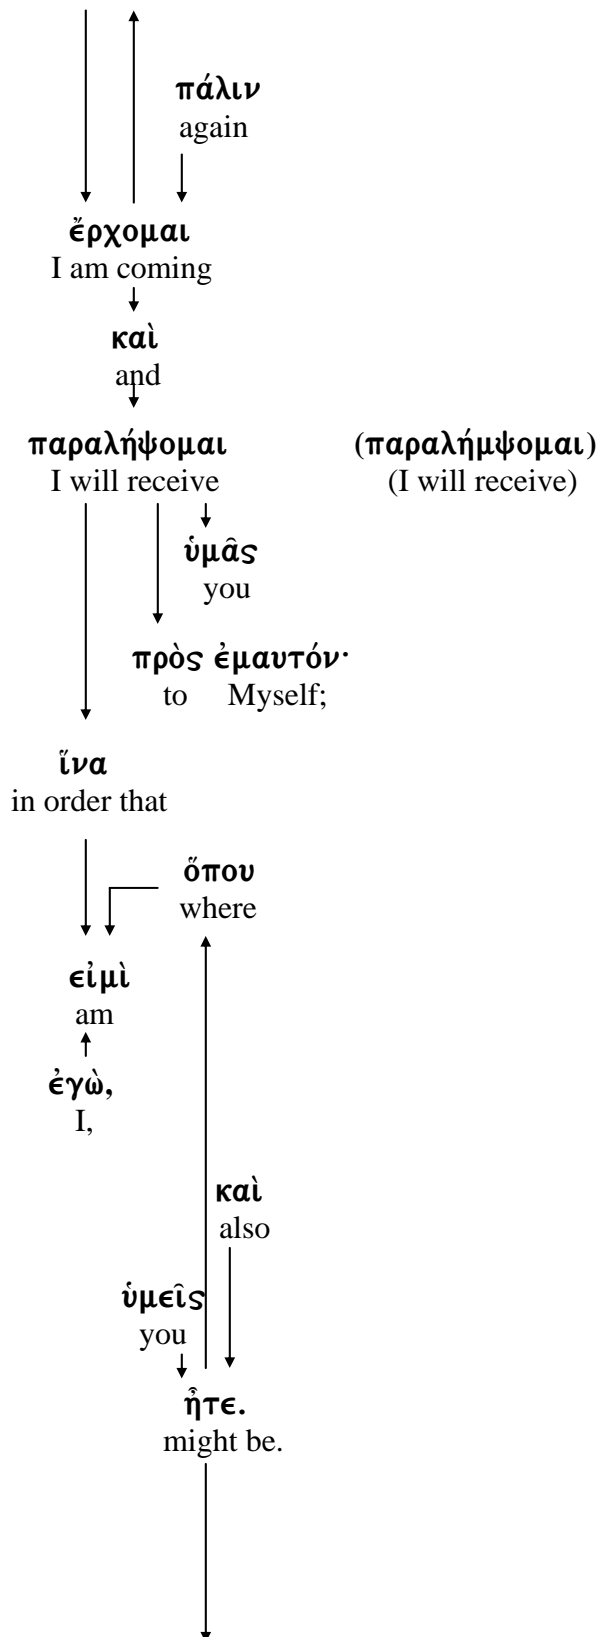 πάλιν
again
ἔρχομαι
I am coming
καὶ
and
παραλήψομαι (παραλήμψομαι)
I will receive (I will receive)
ὑμᾶς
you
πρὸς ἐμαυτόν·
to Myself;
ἵνα
in order that
ὅπου
where
εἰμὶ
am
ἐγὼ,
I,
καὶ
also
ὑμεῖς
you
ἦτε.
might be.